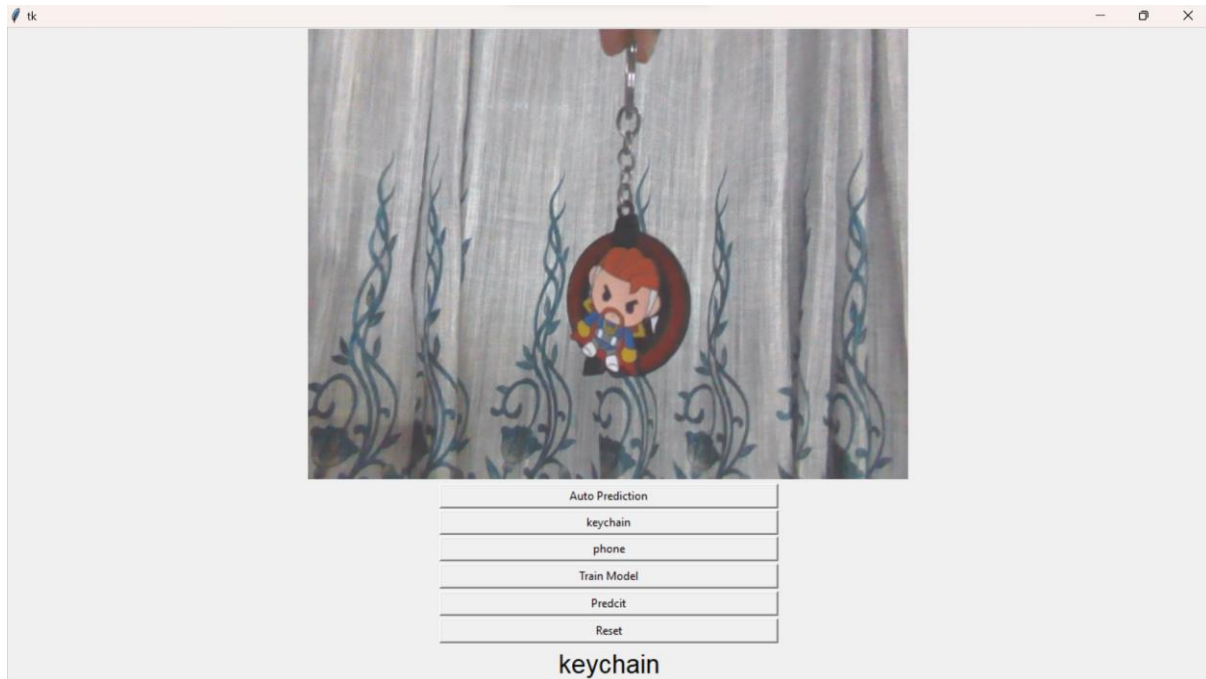 tk
Auto Prediction
keychain
phone
Train Model
Predcit
Reset
keychain